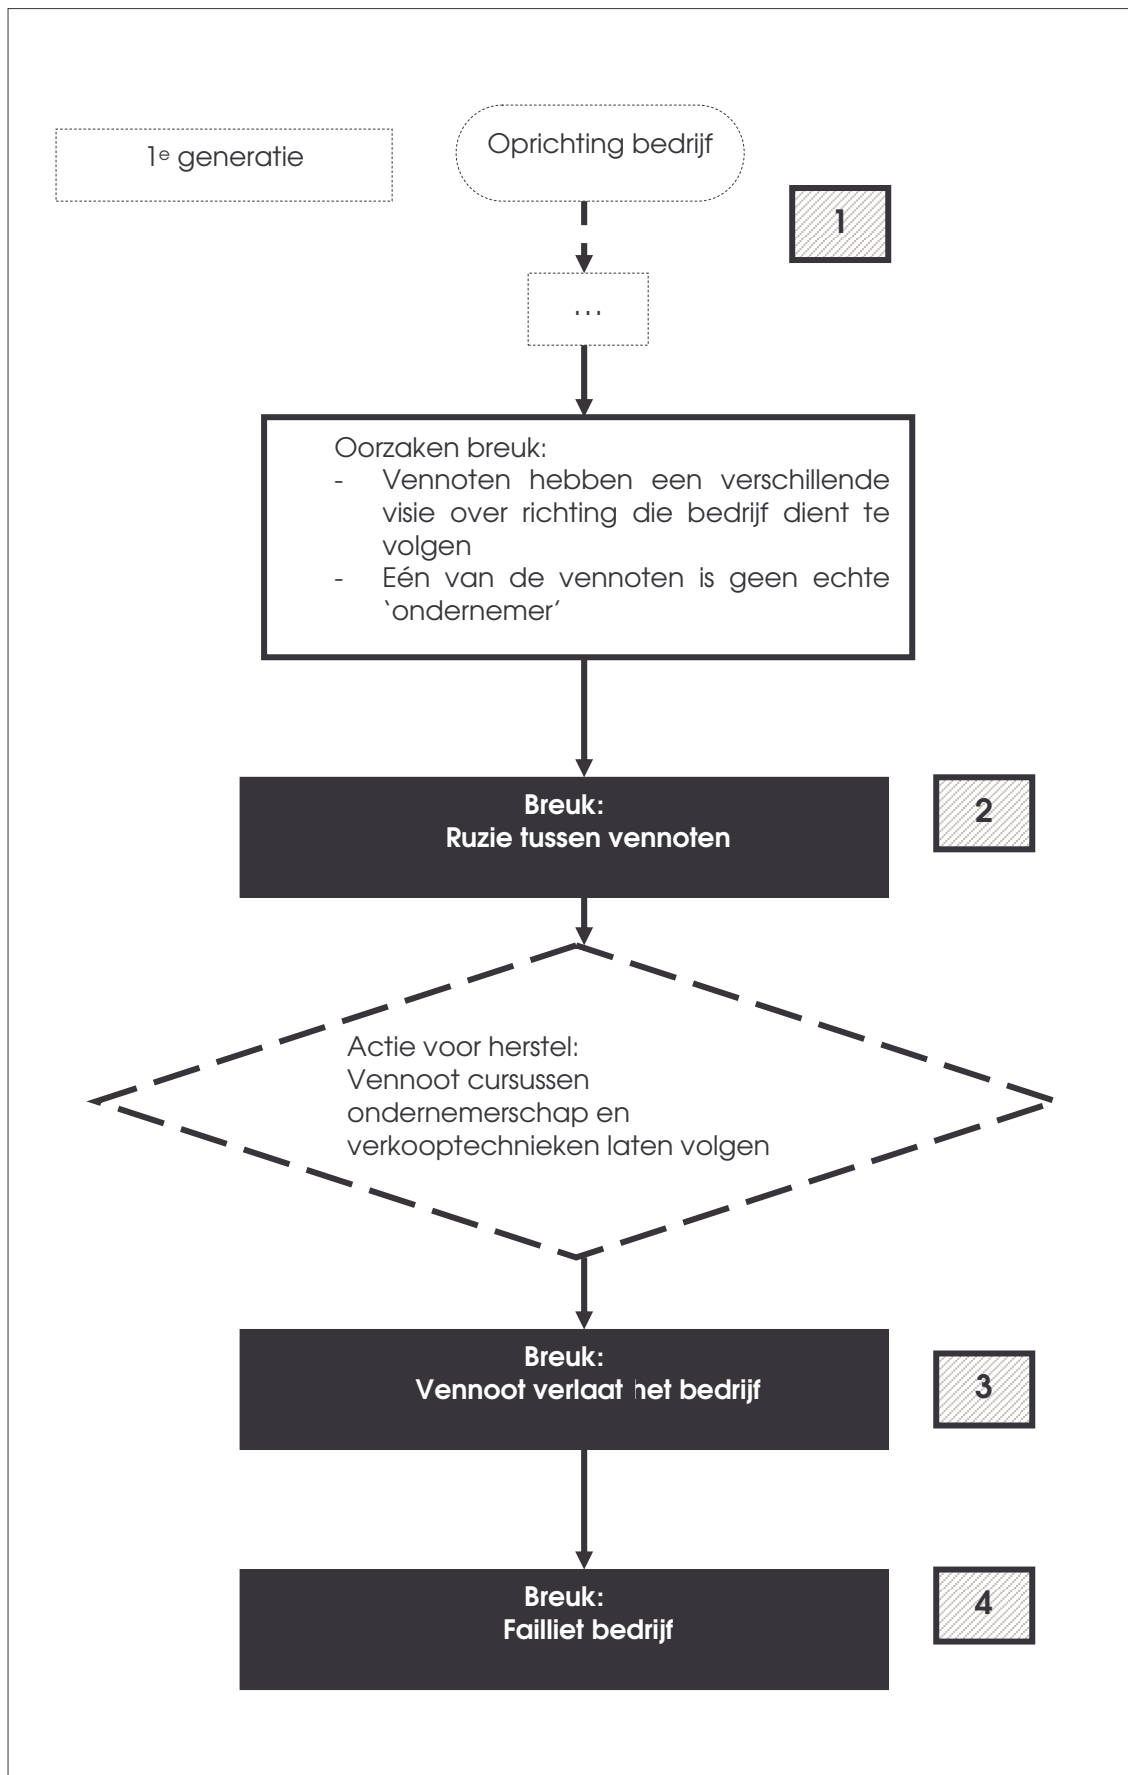 1e generatie
Oprichting bedrijf
1
...
Oorzaken breuk:
- Vennoten hebben een verschillende
visie over richting die bedrijf dient te
volgen
- Eén van de vennoten is geen echte
‘ondernemer’
Breuk:
Ruzie tussen vennoten
2
Actie voor herstel:
Vennoot cursussen
ondernemerschap en
verkooptechnieken laten volgen
Breuk:
Vennoot verlaat het bedrijf
3
Breuk:
Failliet bedrijf
4